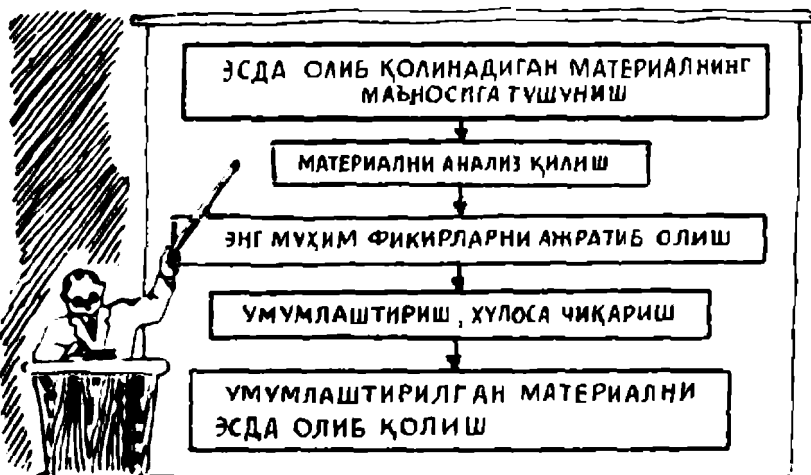 ЭСДА ОЛИБ ҚОЛИНАДИГАН МАТЕРИАЛНИНГ
МАЪНОСИГА ТУШУНИШ
МАТЕРИАЛНИ АНАЛИЗ ҚИЛИШ
ЭНГ МУҲИМ ФИКИРЛАРНИ АЖРАТИБ ОЛИШ
УМУМЛАШТИРИШ, ХУЛОСА ЧИҚАРИШ
УМУМЛАШТИРИЛГАН МАТЕРИАЛНИ
ЭСДА ОЛИБ ҚОЛИШ